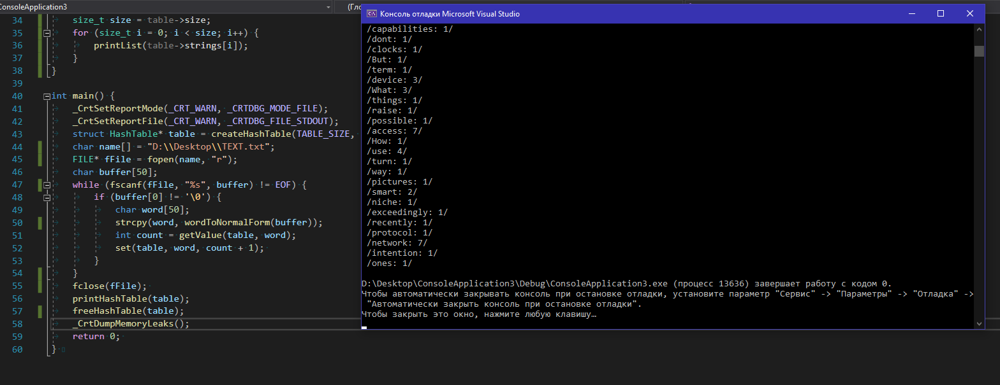 ConsoleApplication3
(Гло
34 size_t size = table->size;
35 for (size_t i = 0; i < size; i++) {
36 printList(table->strings[i]);
37 }
38 }
39
40 int main() {
41 _CrtSetReportMode(_CRT_WARN, _CRTDBG_MODE_FILE);
42 _CrtSetReportFile(_CRT_WARN, _CRTDBG_FILE_STDOUT);
43 struct HashTable* table = createHashTable(TABLE_SIZE,
44 char name[] = "D:\\Desktop\\TEXT.txt";
45 FILE* fFile = fopen(name, "r");
46 char buffer[50];
47 while (fscanf(fFile, "%s", buffer) != EOF) {
48 if (buffer[0] != '\0') {
49 char word[50];
50 strcpy(word, wordToNormalForm(buffer));
51 int count = getValue(table, word);
52 set(table, word, count + 1);
53 }
54 }
55 fclose(fFile);
56 printHashTable(table);
57 freeHashTable(table);
58 _CrtDumpMemoryLeaks();
59 return 0;
60 }
Консоль отладки Microsoft Visual Studio
/capabilities: 1/
/dont: 1/
/clocks: 1/
/But: 1/
/term: 1/
/device: 3/
/What: 3/
/things: 1/
/raise: 1/
/possible: 1/
/access: 7/
/How: 1/
/use: 4/
/turn: 1/
/way: 1/
/pictures: 1/
/smart: 2/
/niche: 1/
/exceedingly: 1/
/recently: 1/
/protocol: 1/
/network: 7/
/intention: 1/
/ones: 1/
D:\Desktop\ConsoleApplication3\Debug\ConsoleApplication3.exe (процесс 13636) завершает работу с кодом 0.
Чтобы автоматически закрывать консоль при остановке отладки, установите параметр "Сервис" -> "Параметры" -> "Отладка" ->
"Автоматически закрыть консоль при остановке отладки".
Чтобы закрыть это окно, нажмите любую клавишу…